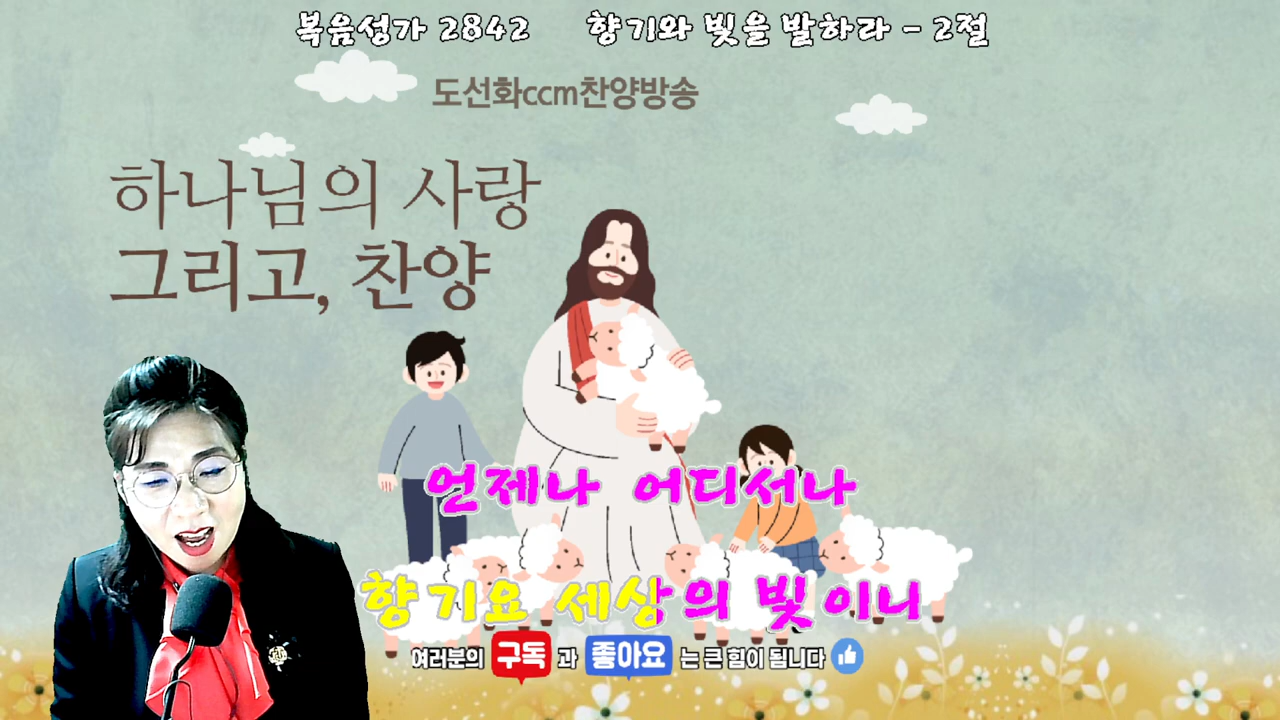 복음성가 2842 향기와 빛을 발하라 - 2절
도선화ccm찬양방송
하나님의 사랑
그리고, 찬양
언제나 어디서나
향기요 세상의 빛이니
여러분의 구독 과 좋아요 는 큰 힘이 됩니다